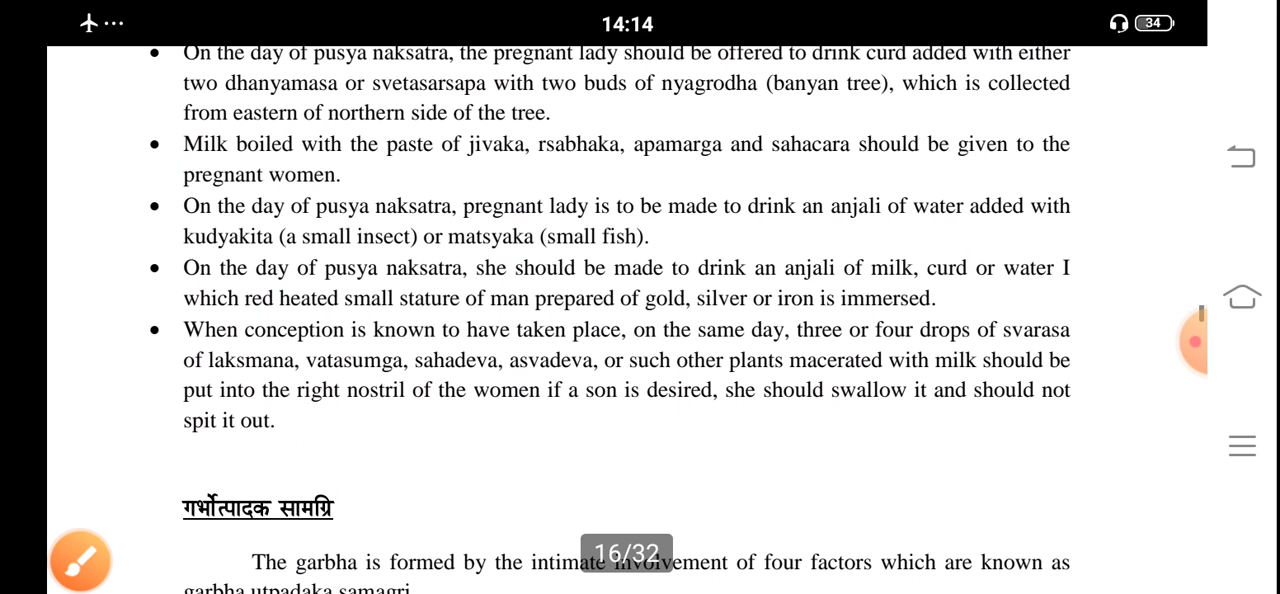 14:14
34
• On the day of pusya naksatra, the pregnant lady should be offered to drink curd added with either
two dhanyamasa or svetasarsapa with two buds of nyagrodha (banyan tree), which is collected
from eastern of northern side of the tree.
• Milk boiled with the paste of jivaka, rsabhaka, apamarga and sahacara should be given to the
pregnant women.
• On the day of pusya naksatra, pregnant lady is to be made to drink an anjali of water added with
kudyakita (a small insect) or matsyaka (small fish).
• On the day of pusya naksatra, she should be made to drink an anjali of milk, curd or water I
which red heated small stature of man prepared of gold, silver or iron is immersed.
• When conception is known to have taken place, on the same day, three or four drops of svarasa
of laksmana, vatasumga, sahadeva, asvadeva, or such other plants macerated with milk should be
put into the right nostril of the women if a son is desired, she should swallow it and should not
spit it out.
गर्भोत्पादक सामग्रि
16/32
The garbha is formed by the intimate involvement of four factors which are known as
garbha utpadaka samagri